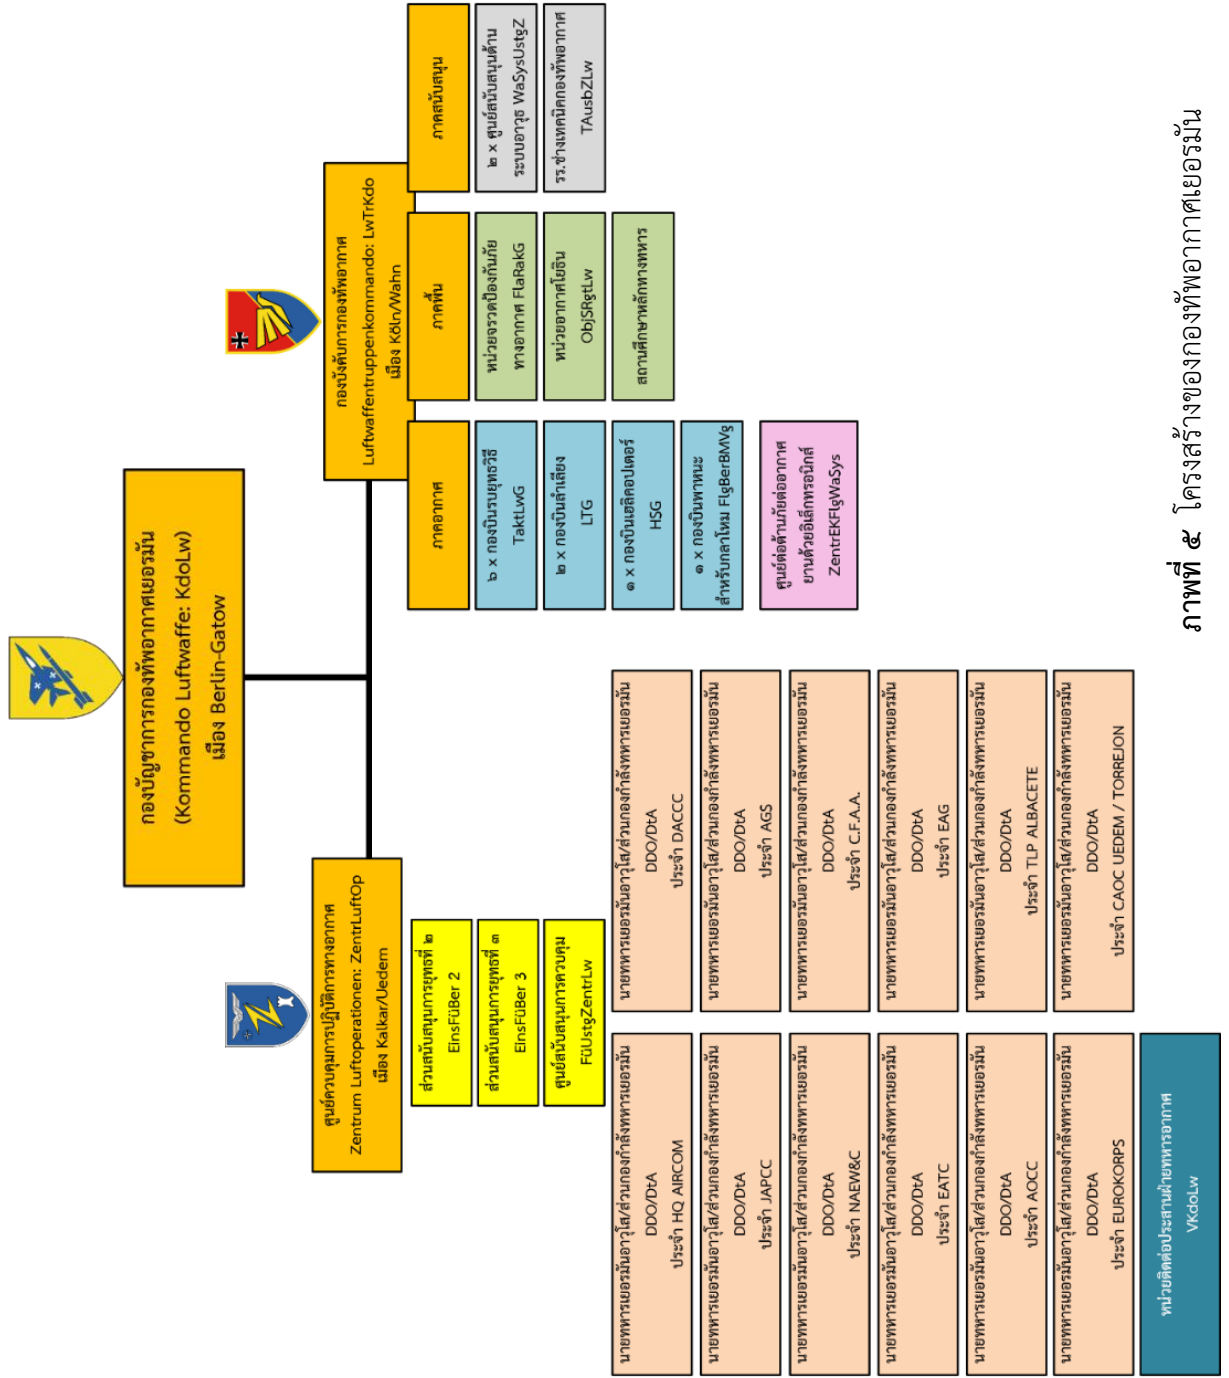 กองบัญชาการกองทัพอากาศเยอรมัน
(Kommando Luftwaffe: KdoLw)
เมือง Berlin-Gatow
ศูนย์ควบคุมการปฏิบัติการทางอากาศ
Zentrum Luftoperationen: ZentrLuftOp
เมือง Kalkar/Uedem
ส่วนสนับสนุนการยุทธที่ ๒
EinsFüBer 2
ส่วนสนับสนุนการยุทธที่ ๓
EinsFüBer 3
ศูนย์สนับสนุนการควบคุม
FüUstgZentrLw
นายทหารเยอรมันอาวุโส/ส่วนกองกำลังทหารเยอรมัน
DDO/DtA
ประจำ HQ AIRCOM
นายทหารเยอรมันอาวุโส/ส่วนกองกำลังทหารเยอรมัน
DDO/DtA
ประจำ DACCC
นายทหารเยอรมันอาวุโส/ส่วนกองกำลังทหารเยอรมัน
DDO/DtA
ประจำ JAPCC
นายทหารเยอรมันอาวุโส/ส่วนกองกำลังทหารเยอรมัน
DDO/DtA
ประจำ AGS
นายทหารเยอรมันอาวุโส/ส่วนกองกำลังทหารเยอรมัน
DDO/DtA
ประจำ NAEW&C
นายทหารเยอรมันอาวุโส/ส่วนกองกำลังทหารเยอรมัน
DDO/DtA
ประจำ C.F.A.A.
นายทหารเยอรมันอาวุโส/ส่วนกองกำลังทหารเยอรมัน
DDO/DtA
ประจำ EATC
นายทหารเยอรมันอาวุโส/ส่วนกองกำลังทหารเยอรมัน
DDO/DtA
ประจำ EAG
นายทหารเยอรมันอาวุโส/ส่วนกองกำลังทหารเยอรมัน
DDO/DtA
ประจำ AOCC
นายทหารเยอรมันอาวุโส/ส่วนกองกำลังทหารเยอรมัน
DDO/DtA
ประจำ TLP ALBACETE
นายทหารเยอรมันอาวุโส/ส่วนกองกำลังทหารเยอรมัน
DDO/DtA
ประจำ EUROKORPS
นายทหารเยอรมันอาวุโส/ส่วนกองกำลังทหารเยอรมัน
DDO/DtA
ประจำ CAOC UEDEM / TORREJON
หน่วยติดต่อประสานฝ่ายทหารอากาศ
VKdoLw
กองบังคับการกองทัพอากาศ
Luftwaffentruppenkommando: LwTrKdo
เมือง Köln/Wahn
ภาคอากาศ
๖ x กองบินรบยุทธวิธี
TaktLwG
๒ x กองบินลำเลียง
LTG
๑ x กองบินเฮลิคอปเตอร์
HSG
๑ x กองบินพาหนะ
สำหรับกลาโหม FlgBerBMVg
ศูนย์ต่อต้านภัยต่ออากาศ
ยานด้วยอิเล็กทรอนิกส์
ZentrEKFlgWaSys
ภาคพื้น
หน่วยจรวดป้องกันภัย
ทางอากาศ FlaRakG
หน่วยอากาศโยธิน
ObjSRgtLw
สถานศึกษาหลักทางทหาร
ภาคสนับสนุน
๒ x ศูนย์สนับสนุนด้าน
ระบบอาวุธ WaSysUstgZ
รร.ช่างเทคนิคกองทัพอากาศ
TAusbZLw
ภาพที่ ๕ โครงสร้างของกองทัพอากาศเยอรมัน